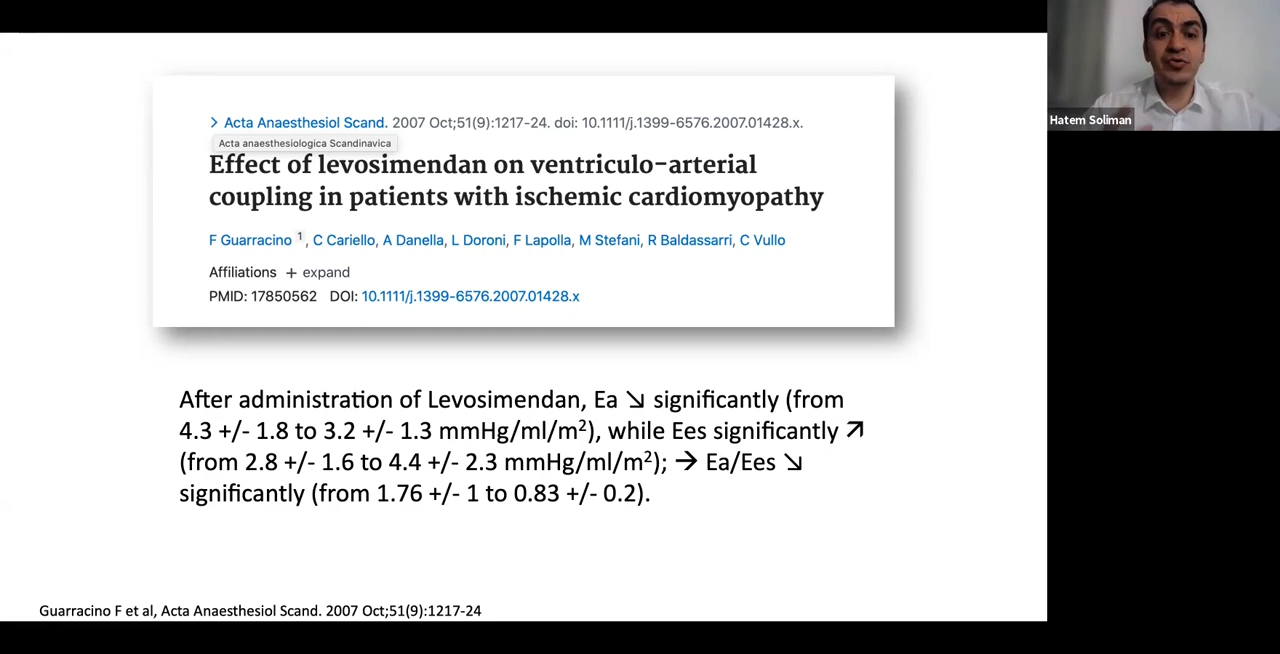 > Acta Anaesthesiol Scand. 2007 Oct;51(9):1217-24. doi: 10.1111/j.1399-6576.2007.01428.x.
Acta anaesthesiologica Scandinavica
Effect of levosimendan on ventriculo-arterial
coupling in patients with ischemic cardiomyopathy
F Guarracino 1, C Cariello, A Danella, L Doroni, F Lapolla, M Stefani, R Baldassarri, C Vullo
Affiliations + expand
PMID: 17850562 DOI: 10.1111/j.1399-6576.2007.01428.x
After administration of Levosimendan, Ea ↘ significantly (from
4.3 +/- 1.8 to 3.2 +/- 1.3 mmHg/ml/m²), while Ees significantly ↗
(from 2.8 +/- 1.6 to 4.4 +/- 2.3 mmHg/ml/m²); → Ea/Ees ↘
significantly (from 1.76 +/- 1 to 0.83 +/- 0.2).
Guarracino F et al, Acta Anaesthesiol Scand. 2007 Oct;51(9):1217-24
Hatem Soliman